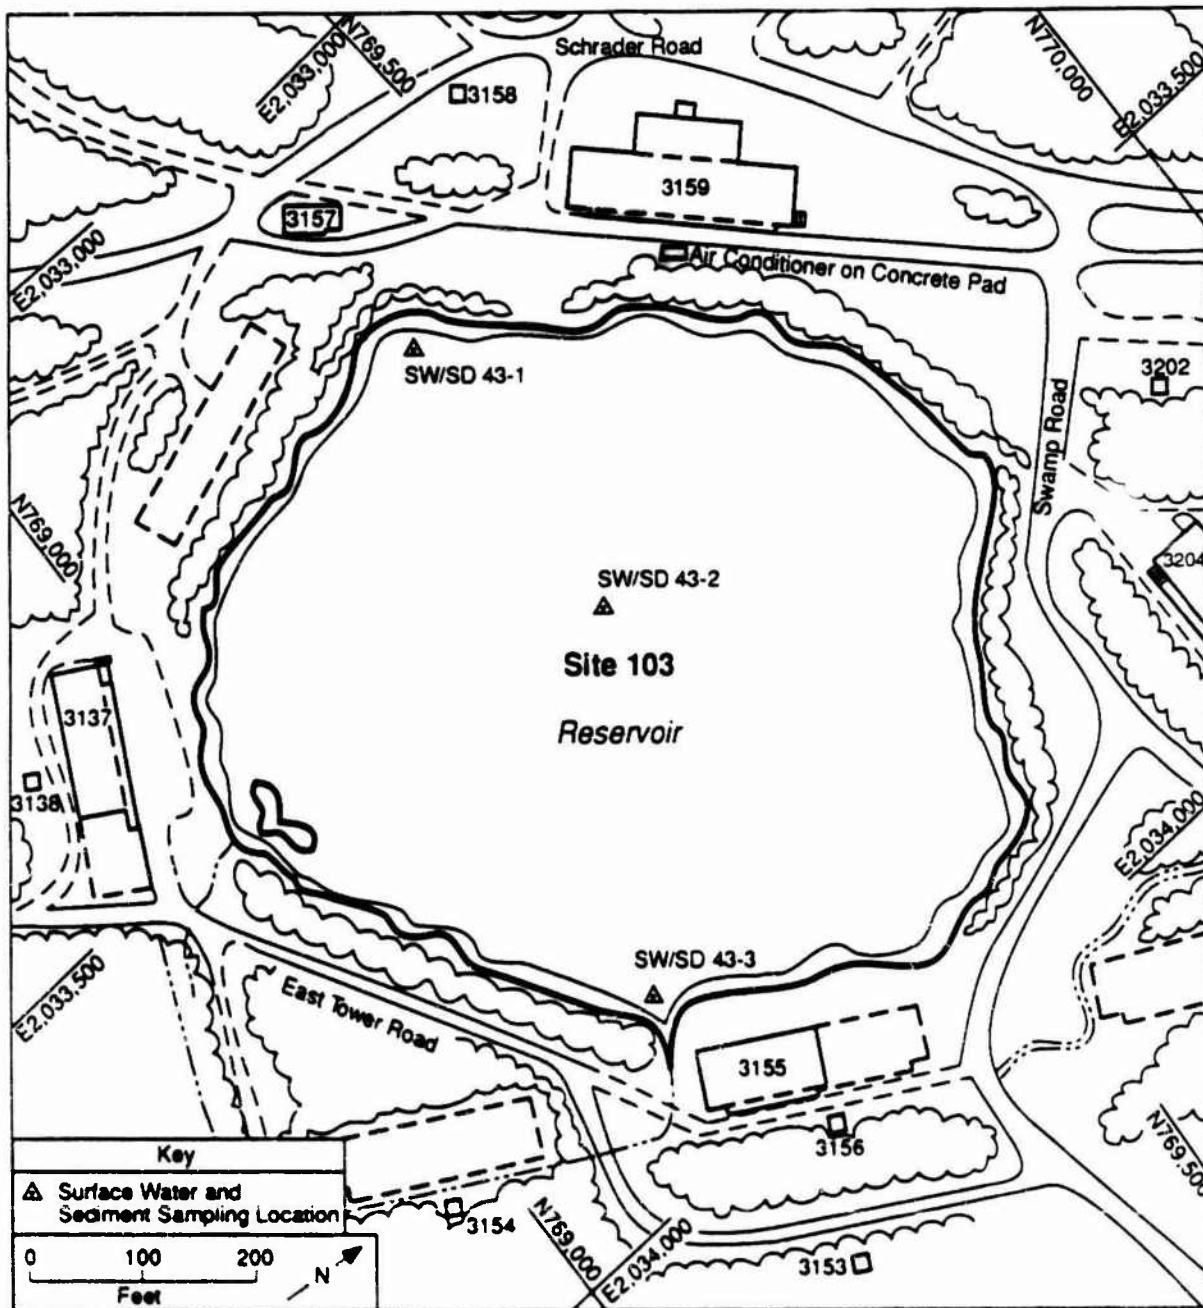 Schrader Road
N769,500
E2,033,000
N770,000
E2,033,500
3158
3159
3157
E2,033,000
Air Conditioner on Concrete Pad
SW/SD 43-1
3202
Swamp Road
N769,000
3204
SW/SD 43-2
Site 103
Reservoir
3137
3138
E2,034,000
SW/SD 43-3
E2,033,500
East Tower Road
3155
3156
N769,500
Key
Surface Water and
Sediment Sampling Location
3154
N769,000
E2,034,000
3153
0 100 200
Feet
N